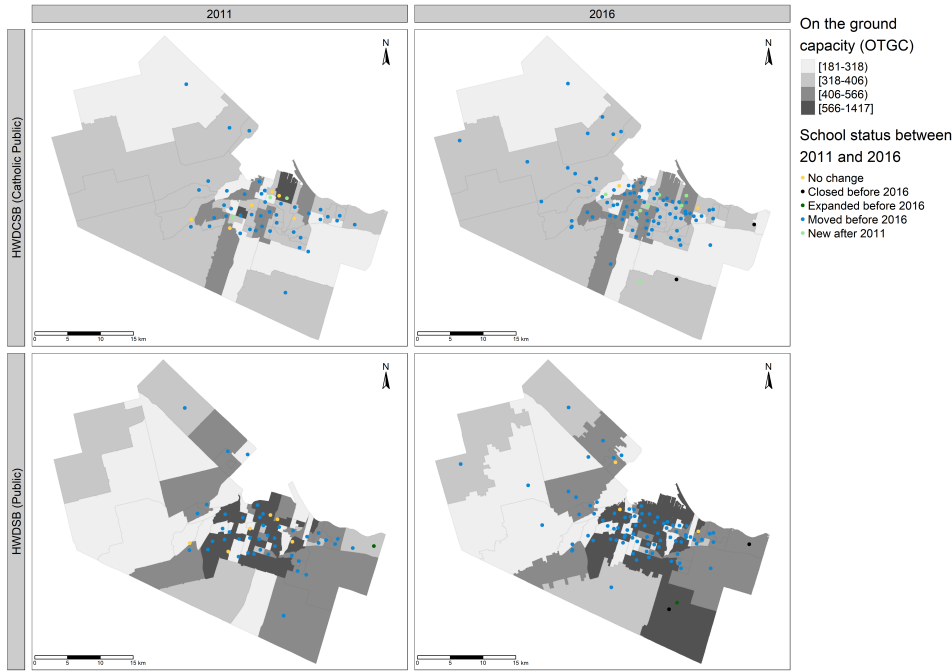 2011
2016
HWDCSB (Catholic Public)
N
0 5 10 15 km
N
0 5 10 15 km
HWDSB (Public)
N
0 5 10 15 km
N
0 5 10 15 km
On the ground
capacity (OTGC)
[181-318)
[318-406)
[406-566)
[566-1417]
School status between
2011 and 2016
No change
Closed before 2016
Expanded before 2016
Moved before 2016
New after 2011